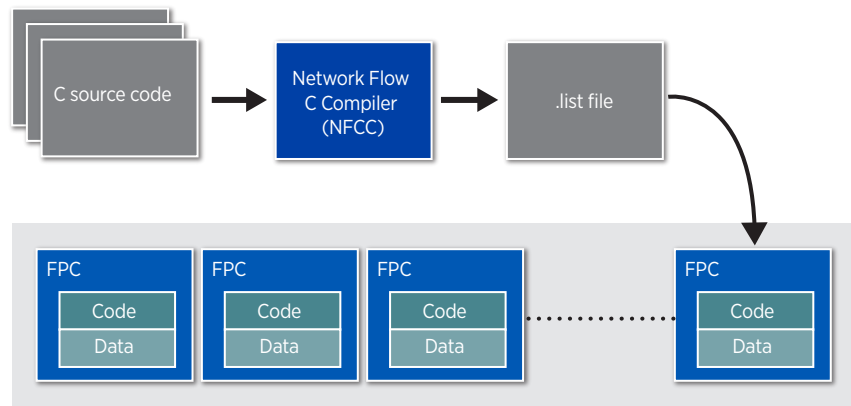 C source code
Network Flow
C Compiler
(NFCC)
.list file
FPC
Code
Data
FPC
Code
Data
FPC
Code
Data
FPC
Code
Data